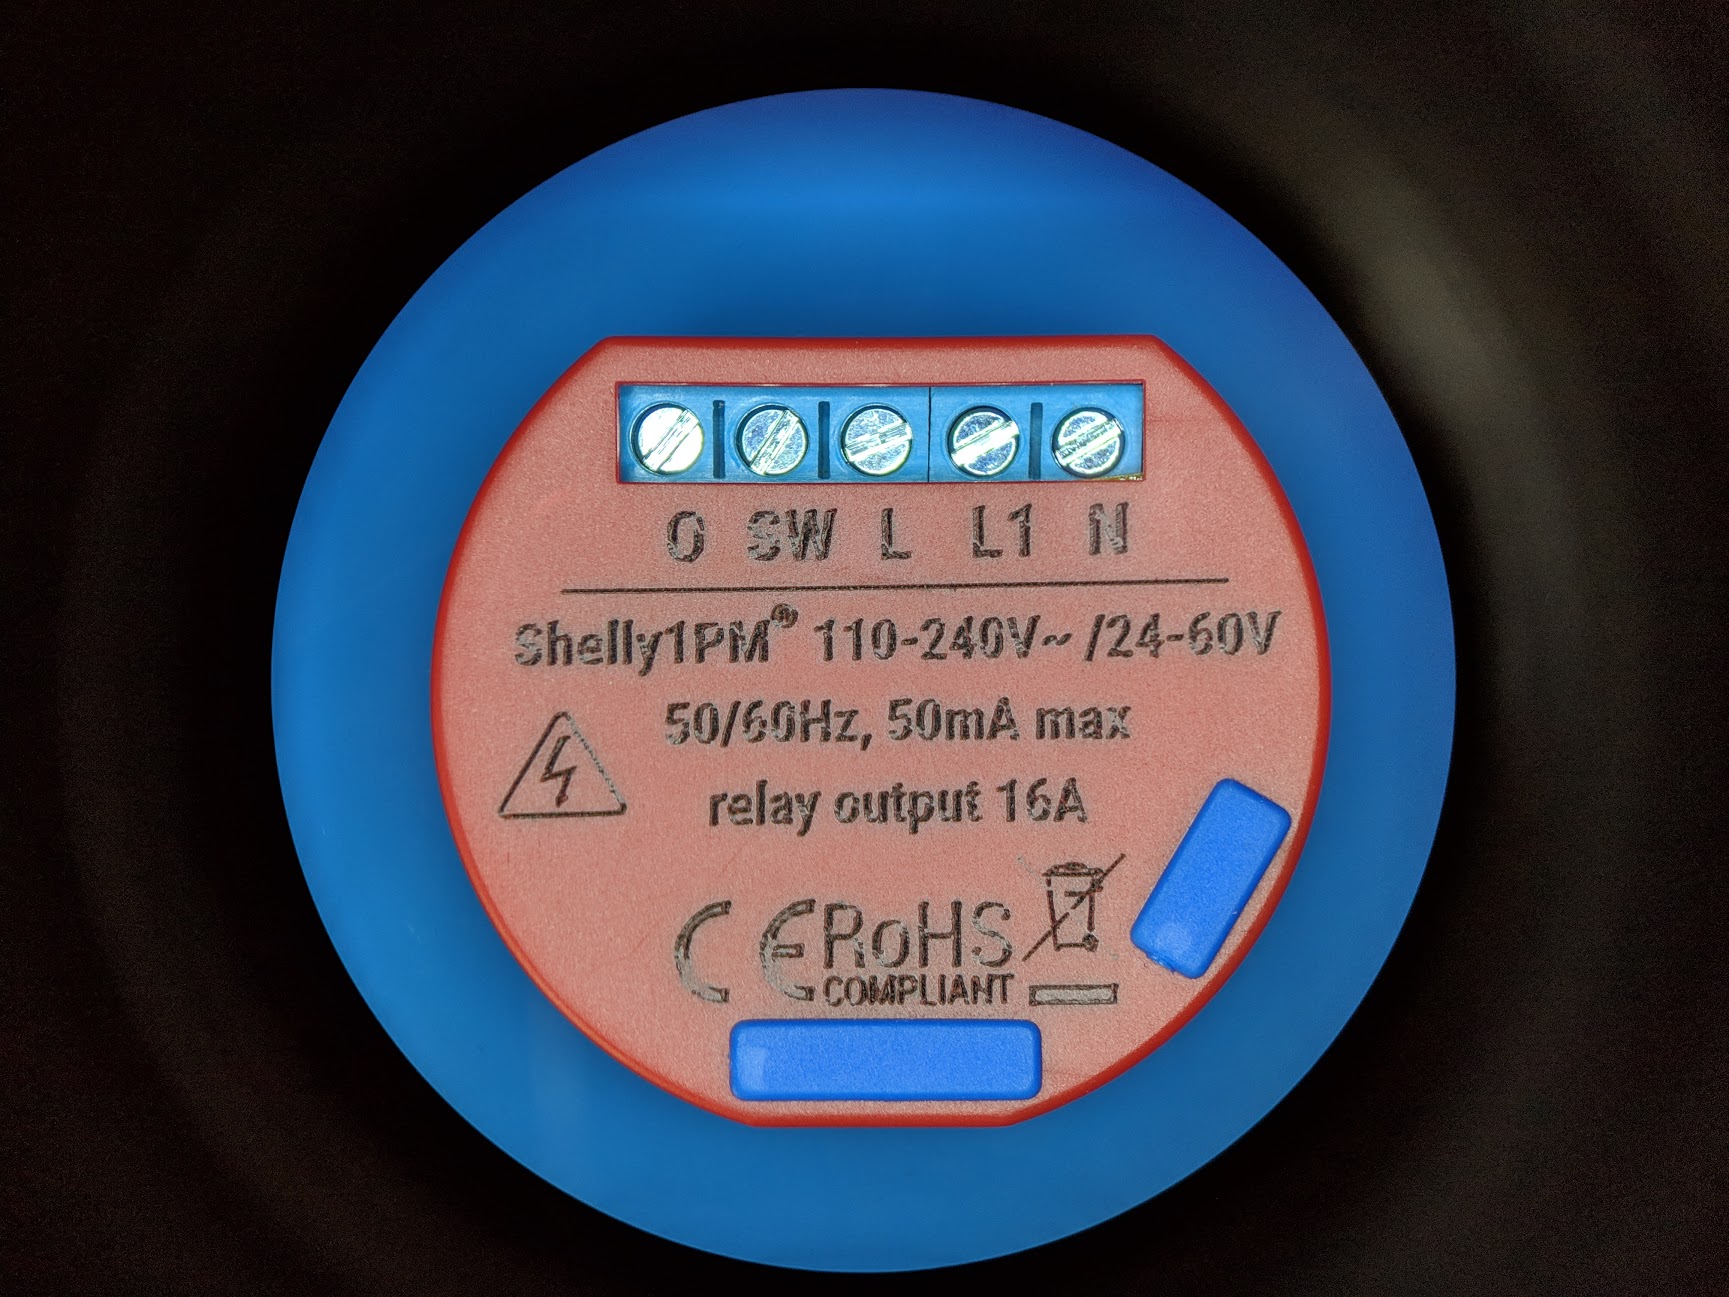 O SW L L1 N
Shelly1PM® 110-240V~ /24-60V
50/60Hz, 50mA max
relay output 16A
CE RoHS
COMPLIANT